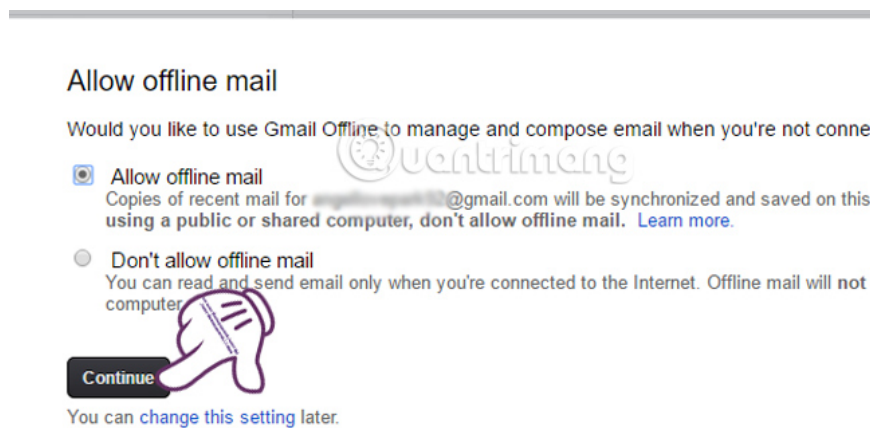 Allow offline mail
Would you like to use Gmail Offline to manage and compose email when you're not conne
uantrimang
Allow offline mail
Copies of recent mail for @gmail.com will be synchronized and saved on this
using a public or shared computer, don't allow offline mail. Learn more.
Don't allow offline mail
You can read and send email only when you're connected to the Internet. Offline mail will not
computer
Continue
You can change this setting later.